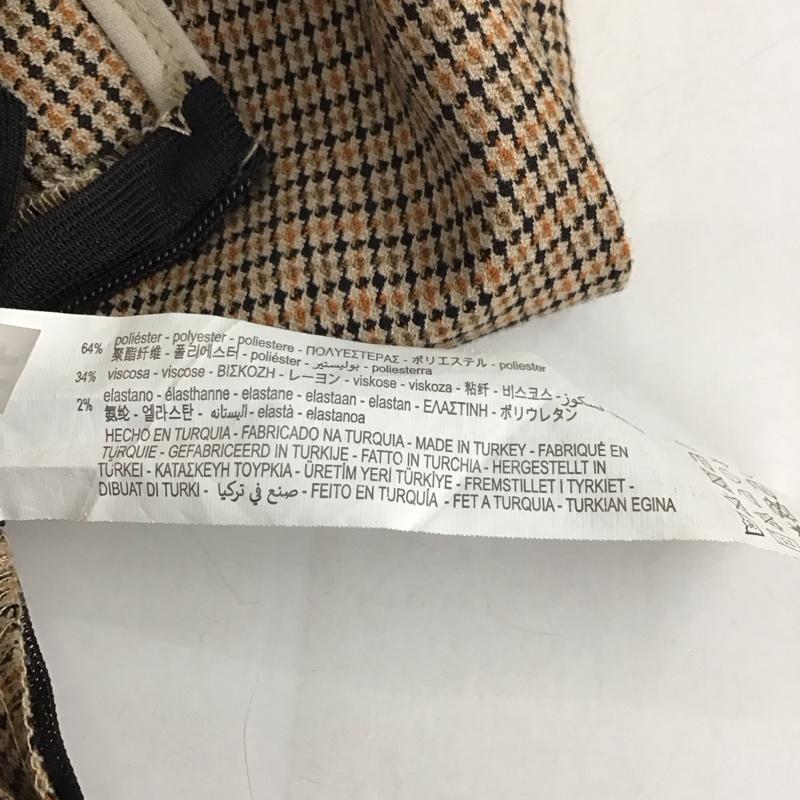 64% poliéster - polyester - poliestere - ΠΟΛΥΕΣΤΕΡΑΣ - ポリエステル - poliester
聚酯纤维 - 폴리에스터 - poliéster - بوليستير - poliesterra
34% viscosa - viscose - ΒΙΣΚΟΖΗ - レーヨン - viskose - viskoza - 粘纤 - 비스코스 - فسكوز
2% elastano - élasthanne - elastane - elastaan - elastan - ΕΛΑΣΤΙΝΗ - ポリウレタン
氨纶 - 엘라스탄 - اليستانه - elastà - elastanoa
HECHO EN TURQUIA - FABRICADO NA TURQUIA - MADE IN TURKEY - FABRIQUÉ EN
TURQUIE - GEFABRICEERD IN TURKIJE - FATTO IN TURCHIA - HERGESTELLT IN
TÜRKEI - ΚΑΤΑΣΚΕΥΗ ΤΟΥΡΚΙΑ - ÜRETİM YERİ TÜRKİYE - FREMSTILLET I TYRKIET -
DIBUAT DI TURKI - صنع في تركيا - FEITO EN TURQUÍA - FET A TURQUIA - TURKIAN EGINA